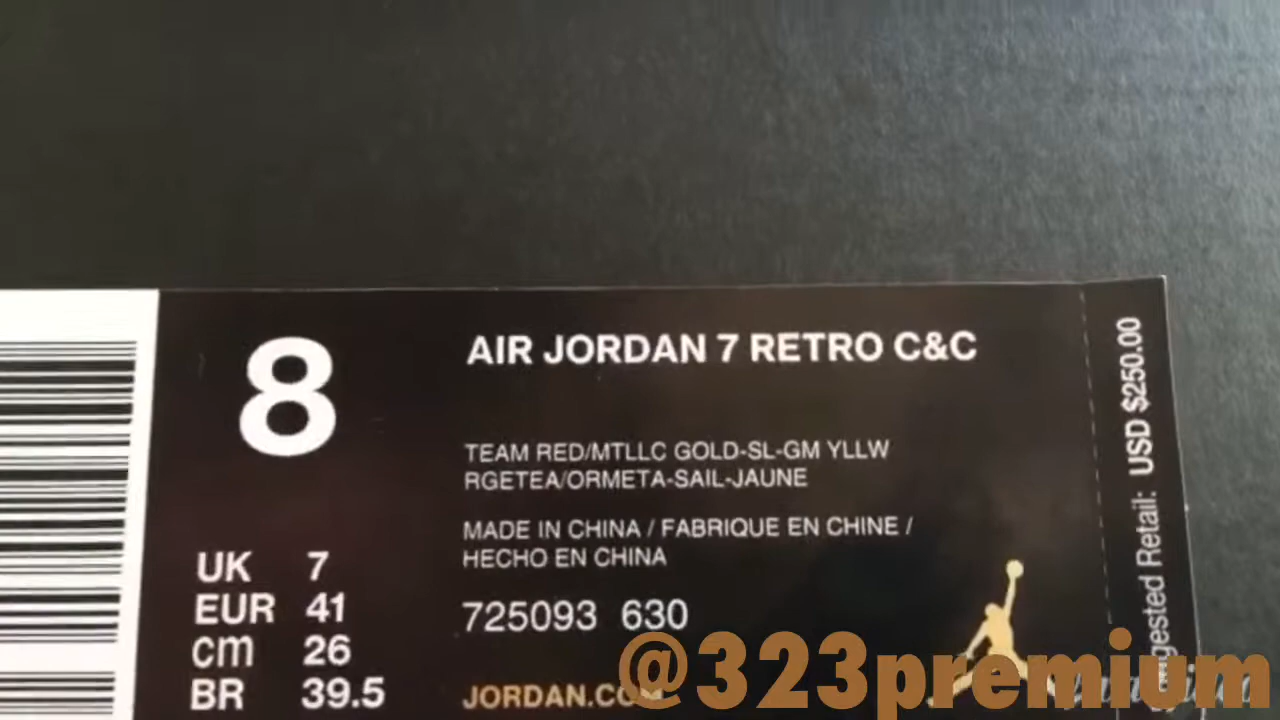 8
AIR JORDAN 7 RETRO C&C
TEAM RED/MTLLC GOLD-SL-GM YLLW
RGETEA/ORMETA-SAIL-JAUNE
MADE IN CHINA / FABRIQUE EN CHINE /
HECHO EN CHINA
UK 7
EUR 41
cm 26
BR 39.5
725093 630
JORDAN.COM
Retail: USD $250.00
@323premium